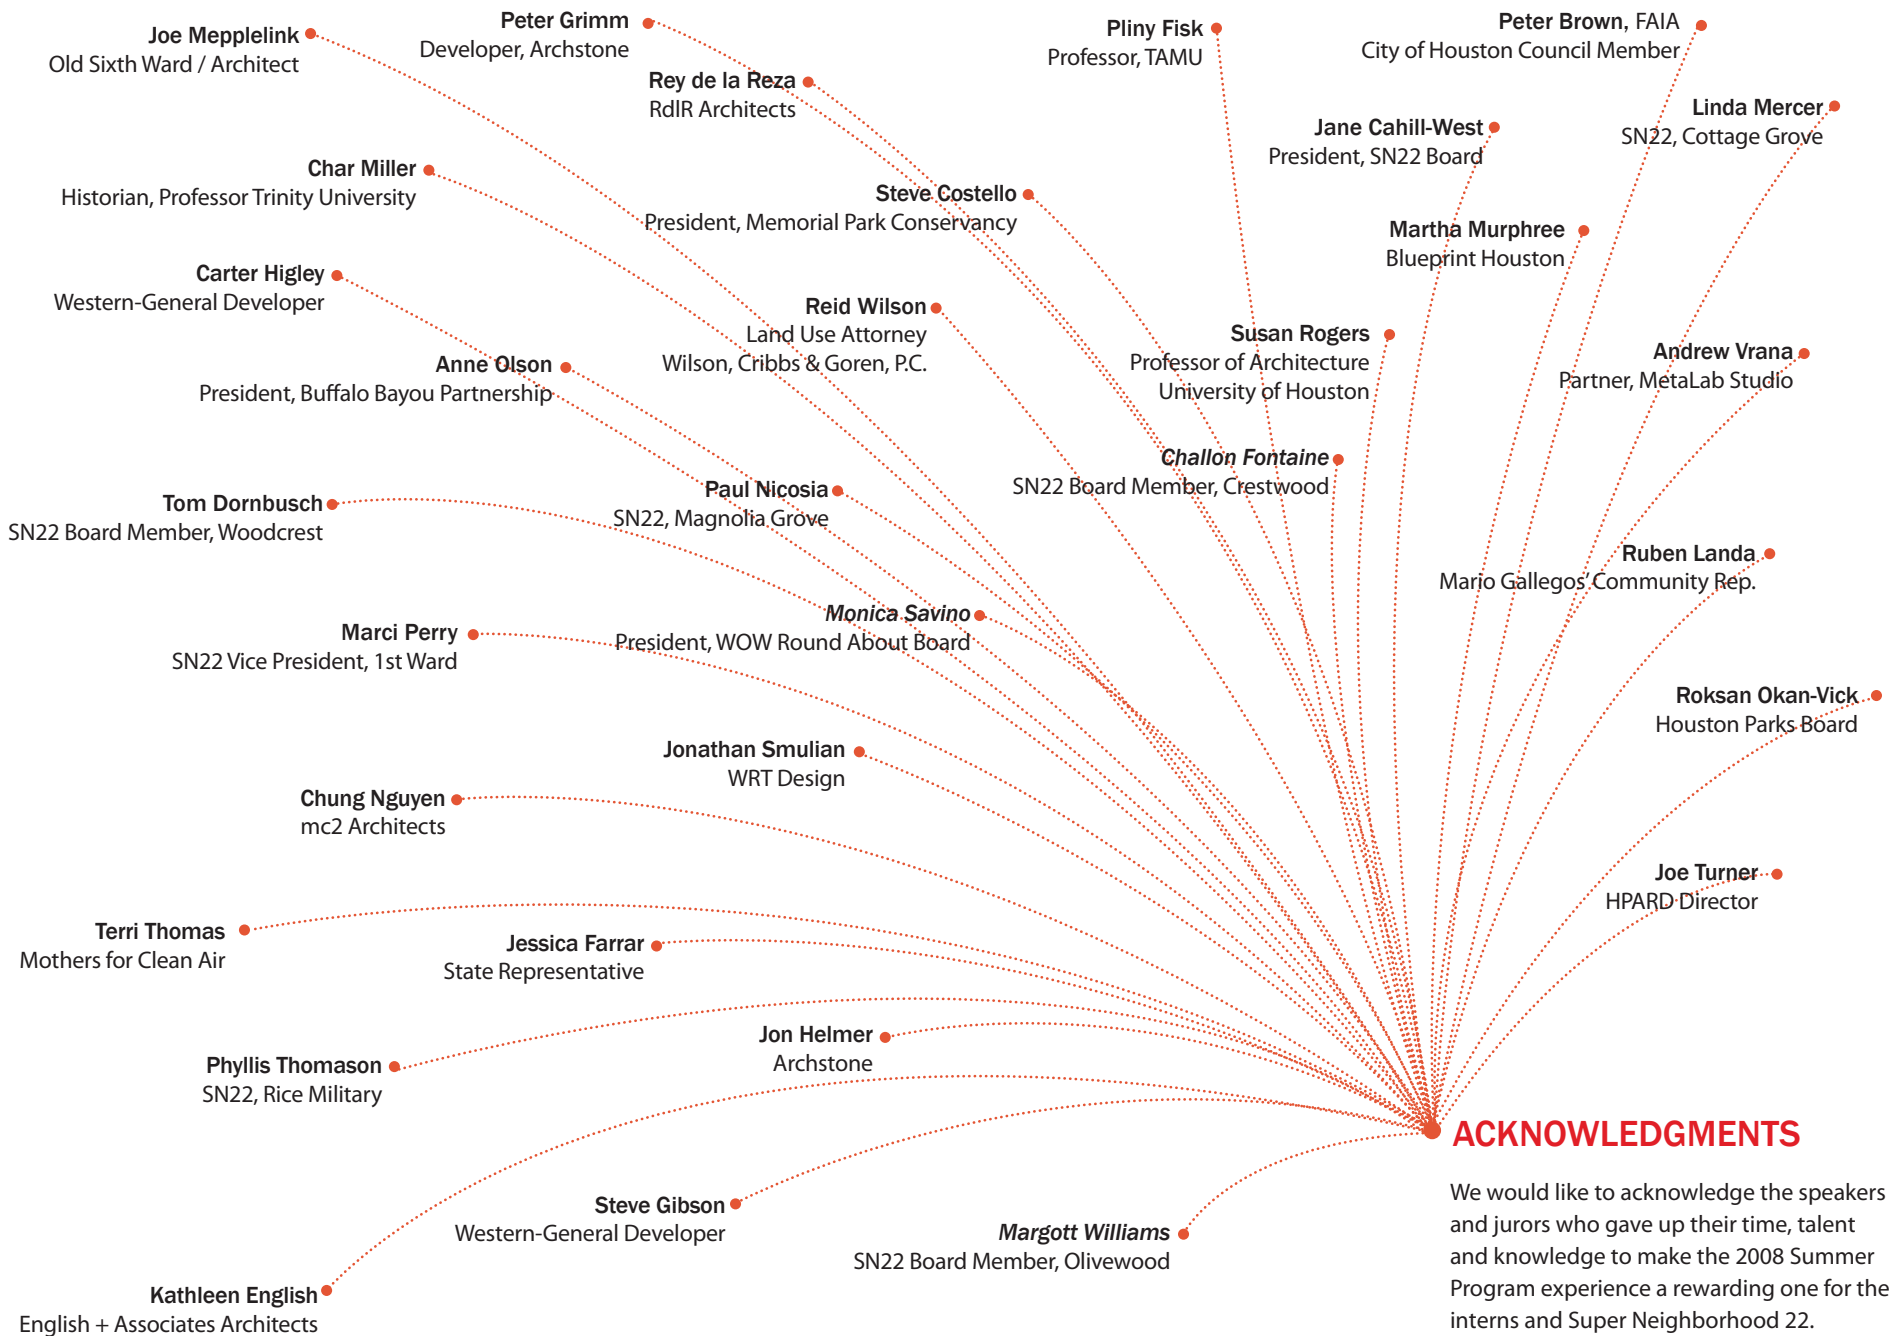 Joe Mepplelink
Old Sixth Ward / Architect
Peter Grimm
Developer, Archstone
Rey de la Reza
RdlR Architects
Pliny Fisk
Professor, TAMU
Peter Brown, FAIA
City of Houston Council Member
Linda Mercer
SN22, Cottage Grove
Jane Cahill-West
President, SN22 Board
Char Miller
Historian, Professor Trinity University
Steve Costello
President, Memorial Park Conservancy
Martha Murphree
Blueprint Houston
Carter Higley
Western-General Developer
Reid Wilson
Land Use Attorney
Wilson, Cribbs & Goren, P.C.
Susan Rogers
Professor of Architecture
University of Houston
Andrew Vrana
Partner, MetaLab Studio
Anne Olson
President, Buffalo Bayou Partnership
Challon Fontaine
SN22 Board Member, Crestwood
Tom Dornbusch
SN22 Board Member, Woodcrest
Paul Nicosia
SN22, Magnolia Grove
Ruben Landa
Mario Gallegos' Community Rep.
Monica Savino
President, WOW Round About Board
Marci Perry
SN22 Vice President, 1st Ward
Roksan Okan-Vick
Houston Parks Board
Jonathan Smulian
WRT Design
Chung Nguyen
mc2 Architects
Joe Turner
HPARD Director
Terri Thomas
Mothers for Clean Air
Jessica Farrar
State Representative
Jon Helmer
Archstone
Phyllis Thomason
SN22, Rice Military
Steve Gibson
Western-General Developer
Margott Williams
SN22 Board Member, Olivewood
Kathleen English
English + Associates Architects
ACKNOWLEDGMENTS
We would like to acknowledge the speakers
and jurors who gave up their time, talent
and knowledge to make the 2008 Summer
Program experience a rewarding one for the
interns and Super Neighborhood 22.